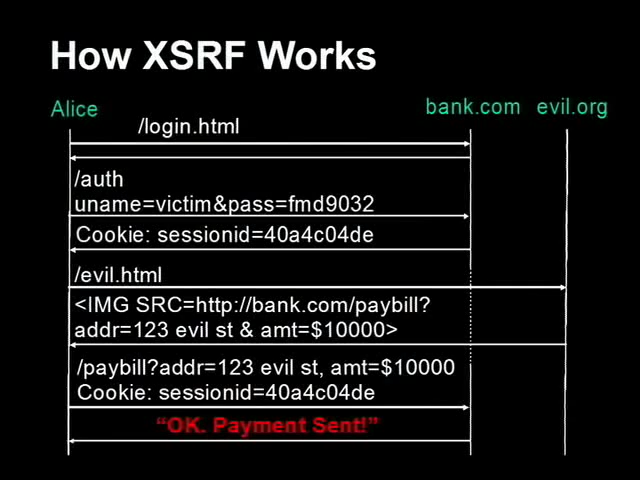 How XSRF Works
Alice
bank.com
evil.org
/login.html
/auth
uname=victim&pass=fmd9032
Cookie: sessionid=40a4c04de
/evil.html
<IMG SRC=http://bank.com/paybill?
addr=123 evil st & amt=$10000>
/paybill?addr=123 evil st, amt=$10000
Cookie: sessionid=40a4c04de
“OK. Payment Sent!”